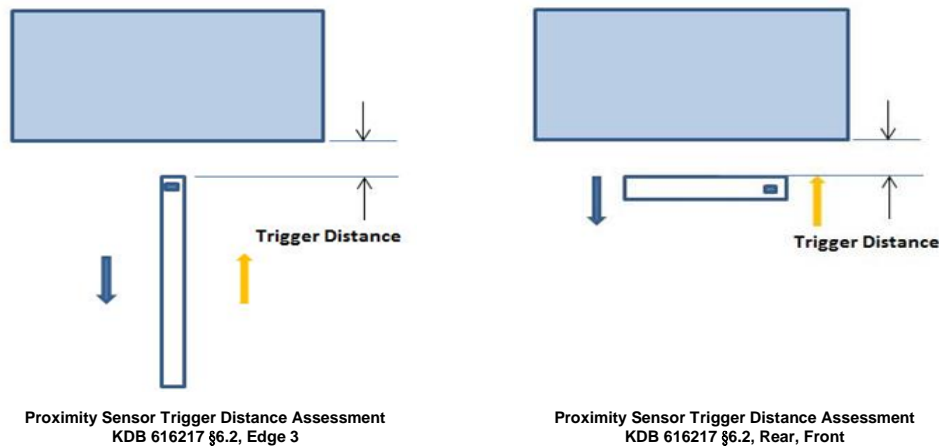 Trigger Distance
Trigger Distance
Proximity Sensor Trigger Distance Assessment
KDB 616217 §6.2, Edge 3
Proximity Sensor Trigger Distance Assessment
KDB 616217 §6.2, Rear, Front